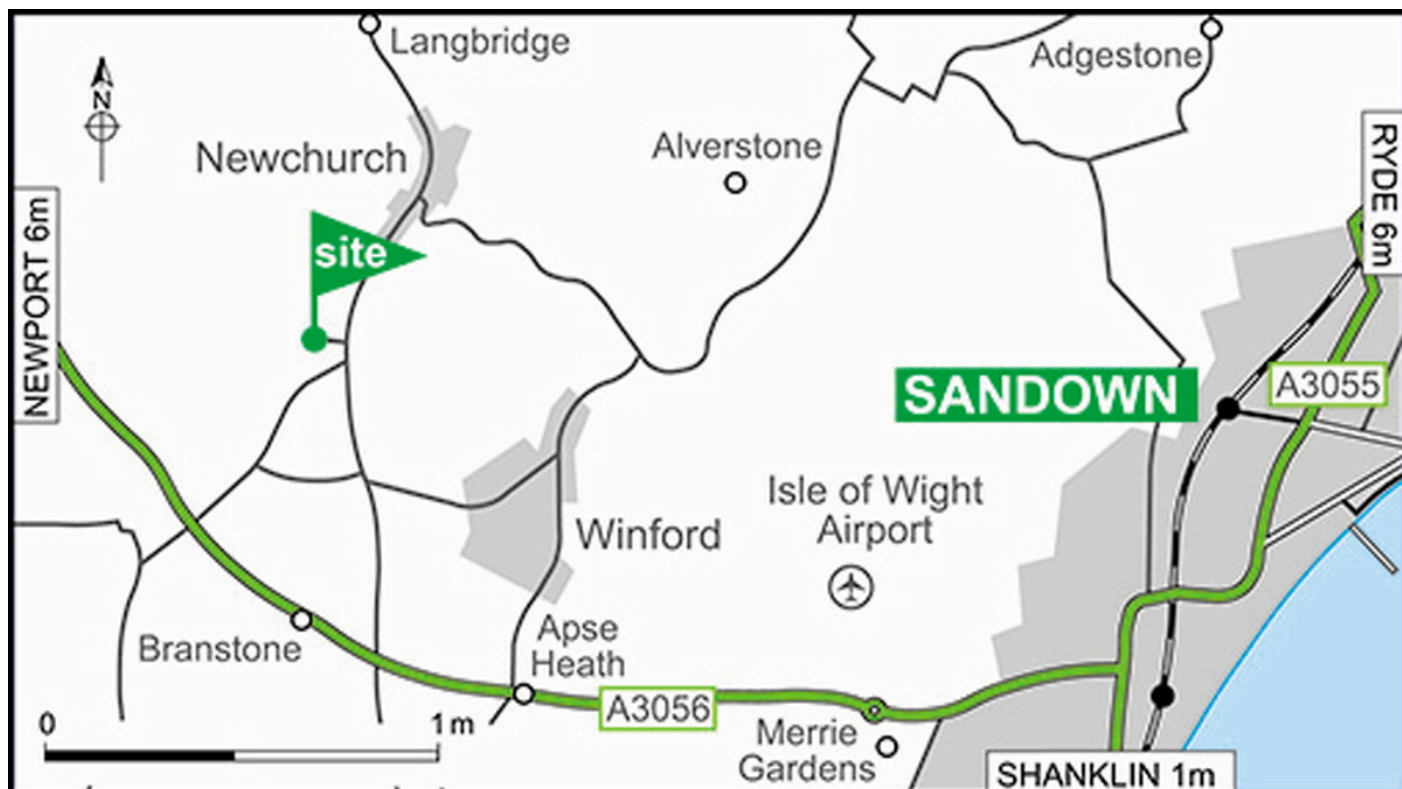 Langbridge
Adgestone
N
Newchurch
Alverstone
RYDE 6m
NEWPORT 6m
site
SANDOWN
A3055
Isle of Wight
Airport
Winford
Apse
Heath
Branstone
A3056
Merrie
Gardens
0
1m
SHANKLIN 1m